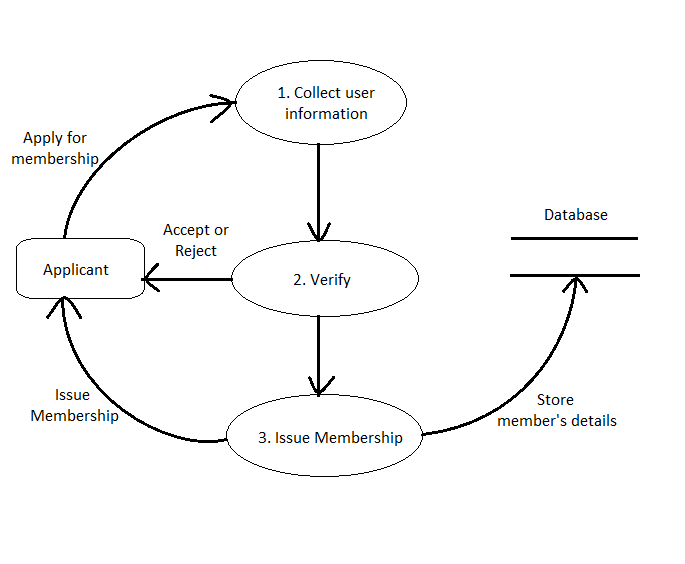 1. Collect user
information
Apply for
membership
Accept or
Reject
Database
Applicant
2. Verify
Issue
Membership
3. Issue Membership
Store
member's details